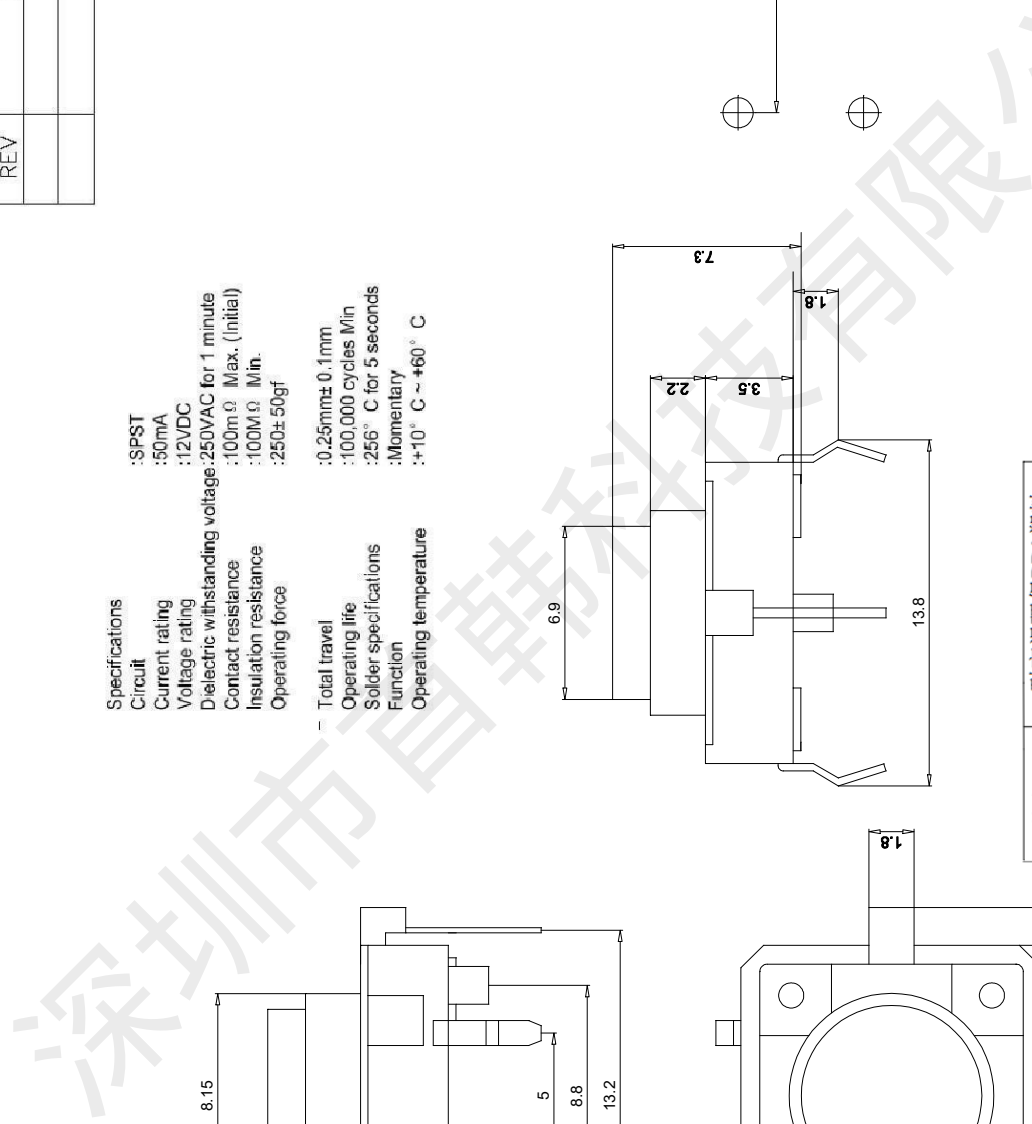 REV
Specifications
Circuit :SPST
Current rating :50mA
Voltage rating :12VDC
Dielectric withstanding voltage:250VAC for 1 minute
Contact resistance :100mΩ Max. (Initial)
Insulation resistance :100MΩ Min.
Operating force :250±50gf
– Total travel :0.25mm±0.1mm
Operating life :100,000 cycles Min
Solder specifications :256°C for 5 seconds
Function :Momentary
Operating temperature :+10°C~+60°C
7.3
1.8
2.2
3.5
6.9
13.8
1.8
8.15
5
8.8
13.2
深圳市首韩科技有限公